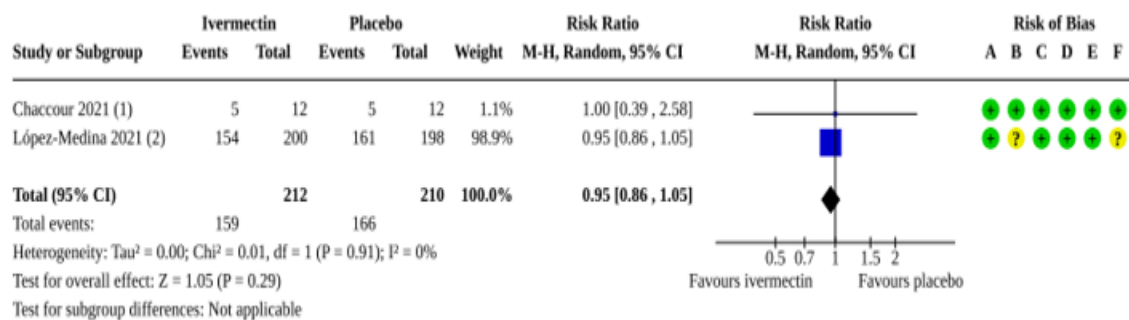 Ivermectin Placebo Risk Ratio Risk Ratio Risk of Bias
Study or Subgroup Events Total Events Total Weight M-H, Random, 95% CI M-H, Random, 95% CI A B C D E F
Chaccour 2021 (1) 5 12 5 12 1.1% 1.00 [0.39 , 2.58] + + + + + +
López-Medina 2021 (2) 154 200 161 198 98.9% 0.95 [0.86 , 1.05] + ? + + + ?
Total (95% CI) 212 210 100.0% 0.95 [0.86 , 1.05]
Total events: 159 166
Heterogeneity: Tau² = 0.00; Chi² = 0.01, df = 1 (P = 0.91); I² = 0%
0.5 0.7 1 1.5 2
Test for overall effect: Z = 1.05 (P = 0.29) Favours ivermectin Favours placebo
Test for subgroup differences: Not applicable